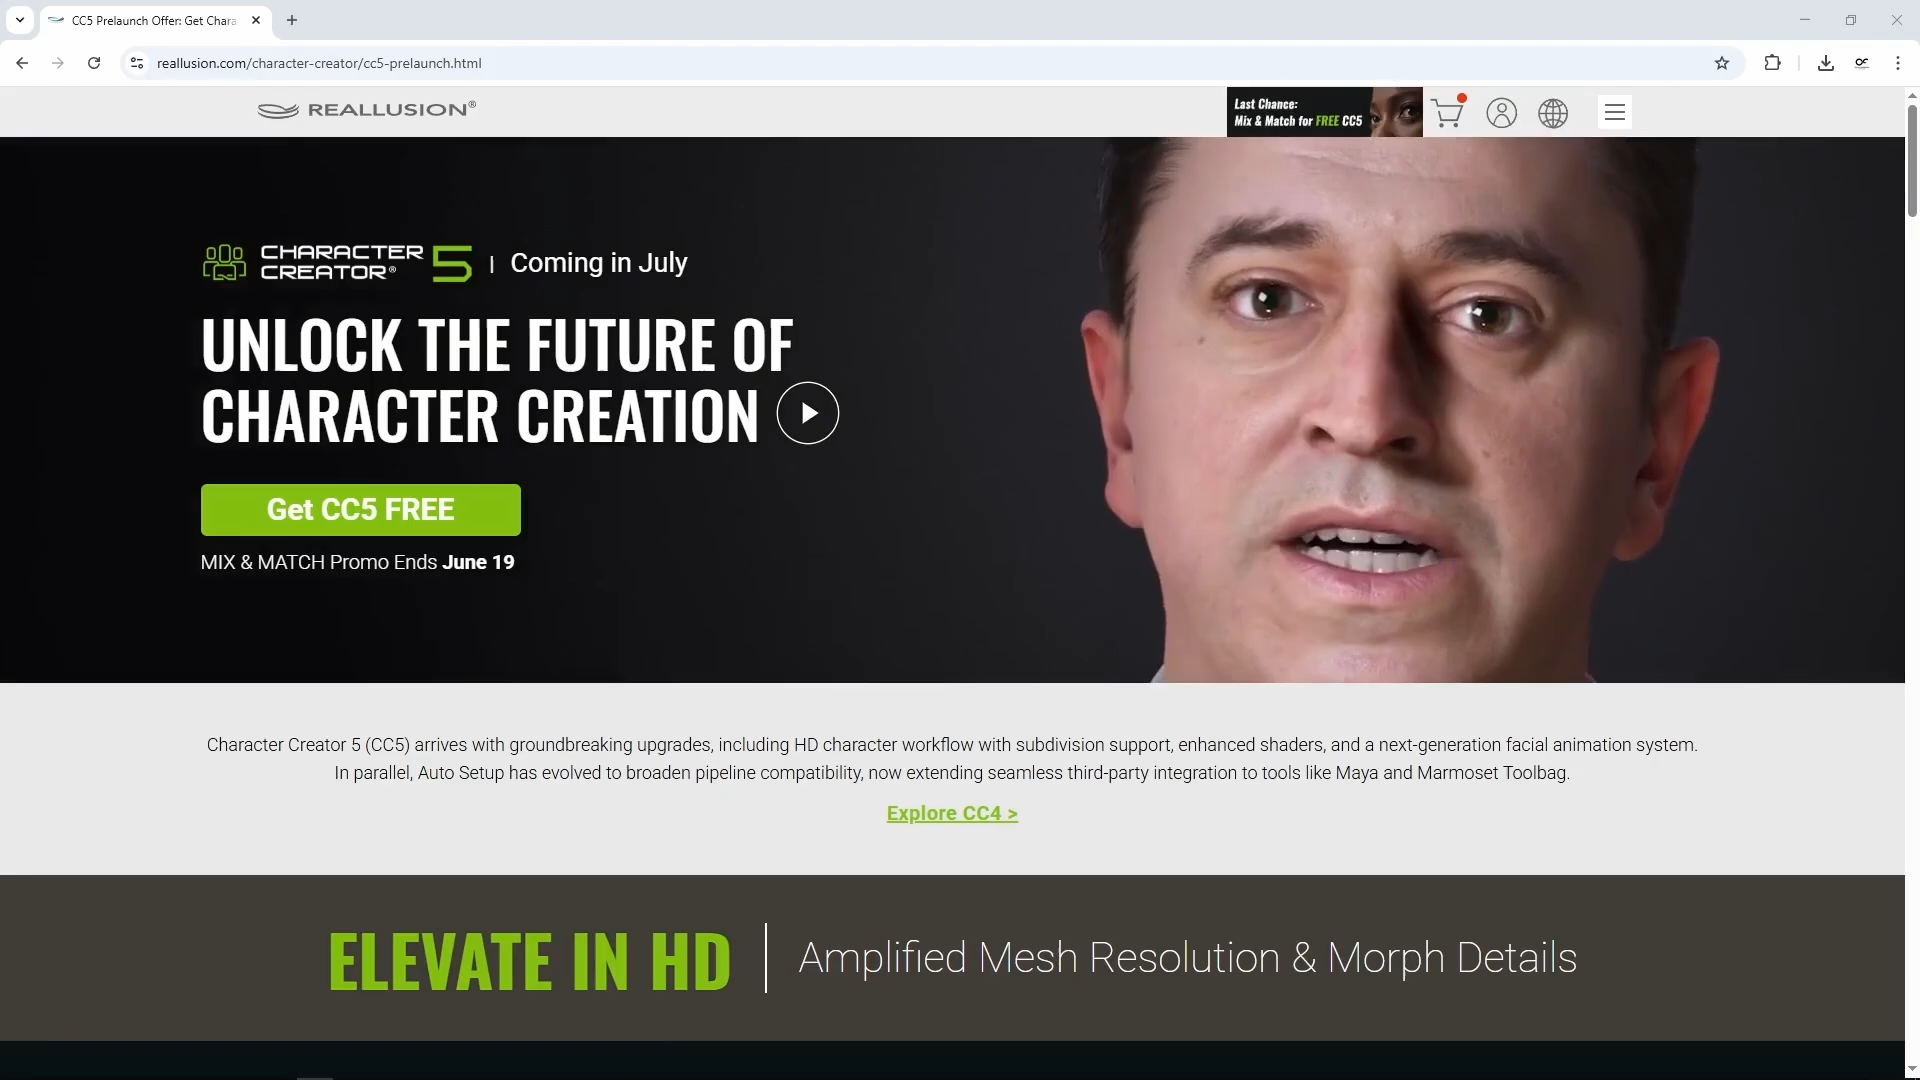 CC5 Prelaunch Offer: Get Chara
reallusion.com/character-creator/cc5-prelaunch.html
REALLUSION®
Last Chance:
Mix & Match for FREE CC5
CHARACTER CREATOR® 5 | Coming in July
UNLOCK THE FUTURE OF
CHARACTER CREATION
Get CC5 FREE
MIX & MATCH Promo Ends June 19
Character Creator 5 (CC5) arrives with groundbreaking upgrades, including HD character workflow with subdivision support, enhanced shaders, and a next-generation facial animation system.
In parallel, Auto Setup has evolved to broaden pipeline compatibility, now extending seamless third-party integration to tools like Maya and Marmoset Toolbag.
Explore CC4 >
ELEVATE IN HD | Amplified Mesh Resolution & Morph Details